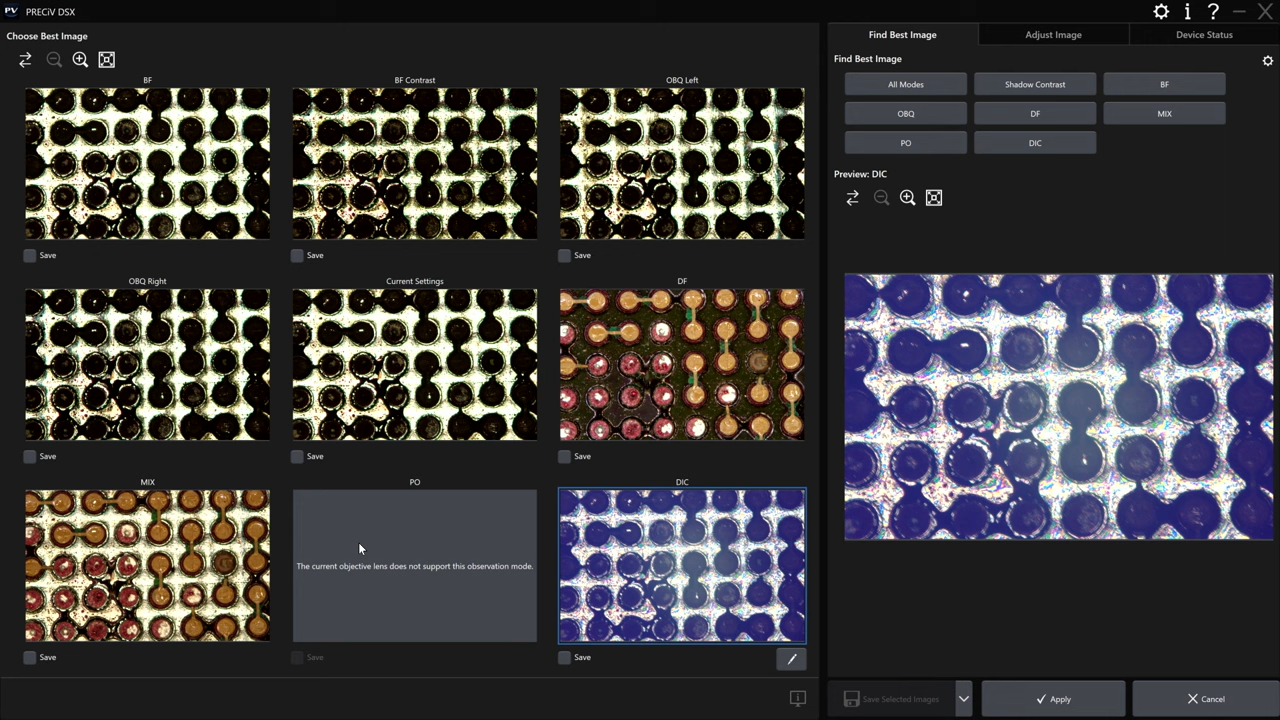 PV PRECiV DSX
Choose Best Image
BF
BF Contrast
OBQ Left
Save
Save
Save
OBQ Right
Current Settings
DF
Save
Save
Save
MIX
PO
DIC
The current objective lens does not support this observation mode.
Save
Save
Save
Find Best Image
Adjust Image
Device Status
Find Best Image
All Modes
Shadow Contrast
BF
OBQ
DF
MIX
PO
DIC
Preview: DIC
Save Selected Images
Apply
Cancel